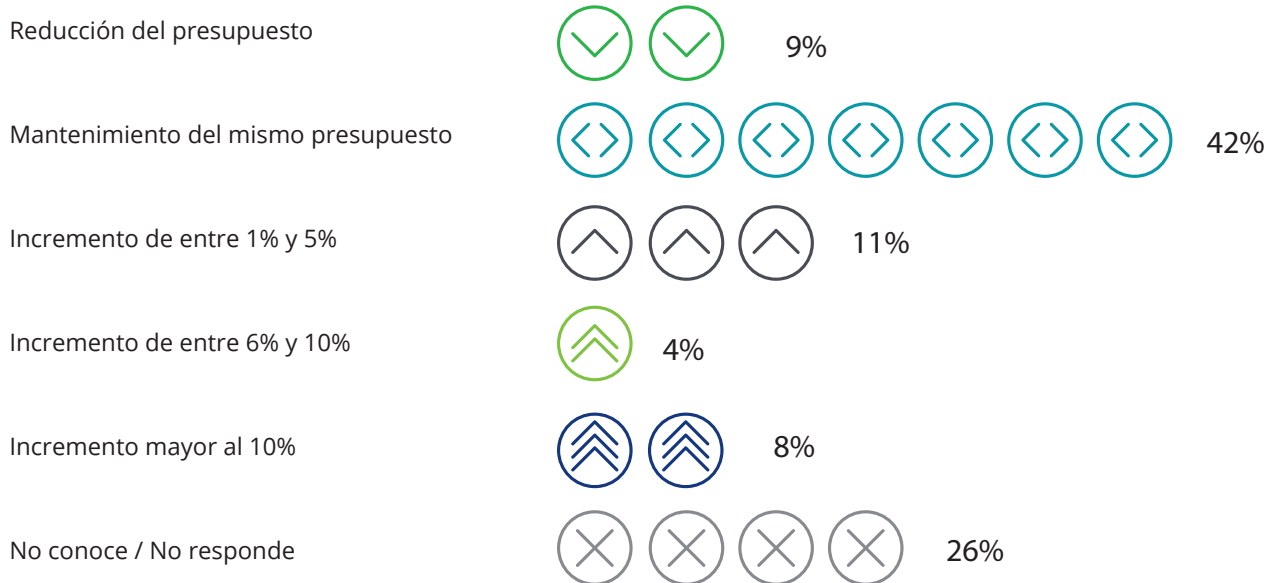 Reducción del presupuesto 9%
Mantenimiento del mismo presupuesto 42%
Incremento de entre 1% y 5% 11%
Incremento de entre 6% y 10% 4%
Incremento mayor al 10% 8%
No conoce / No responde 26%